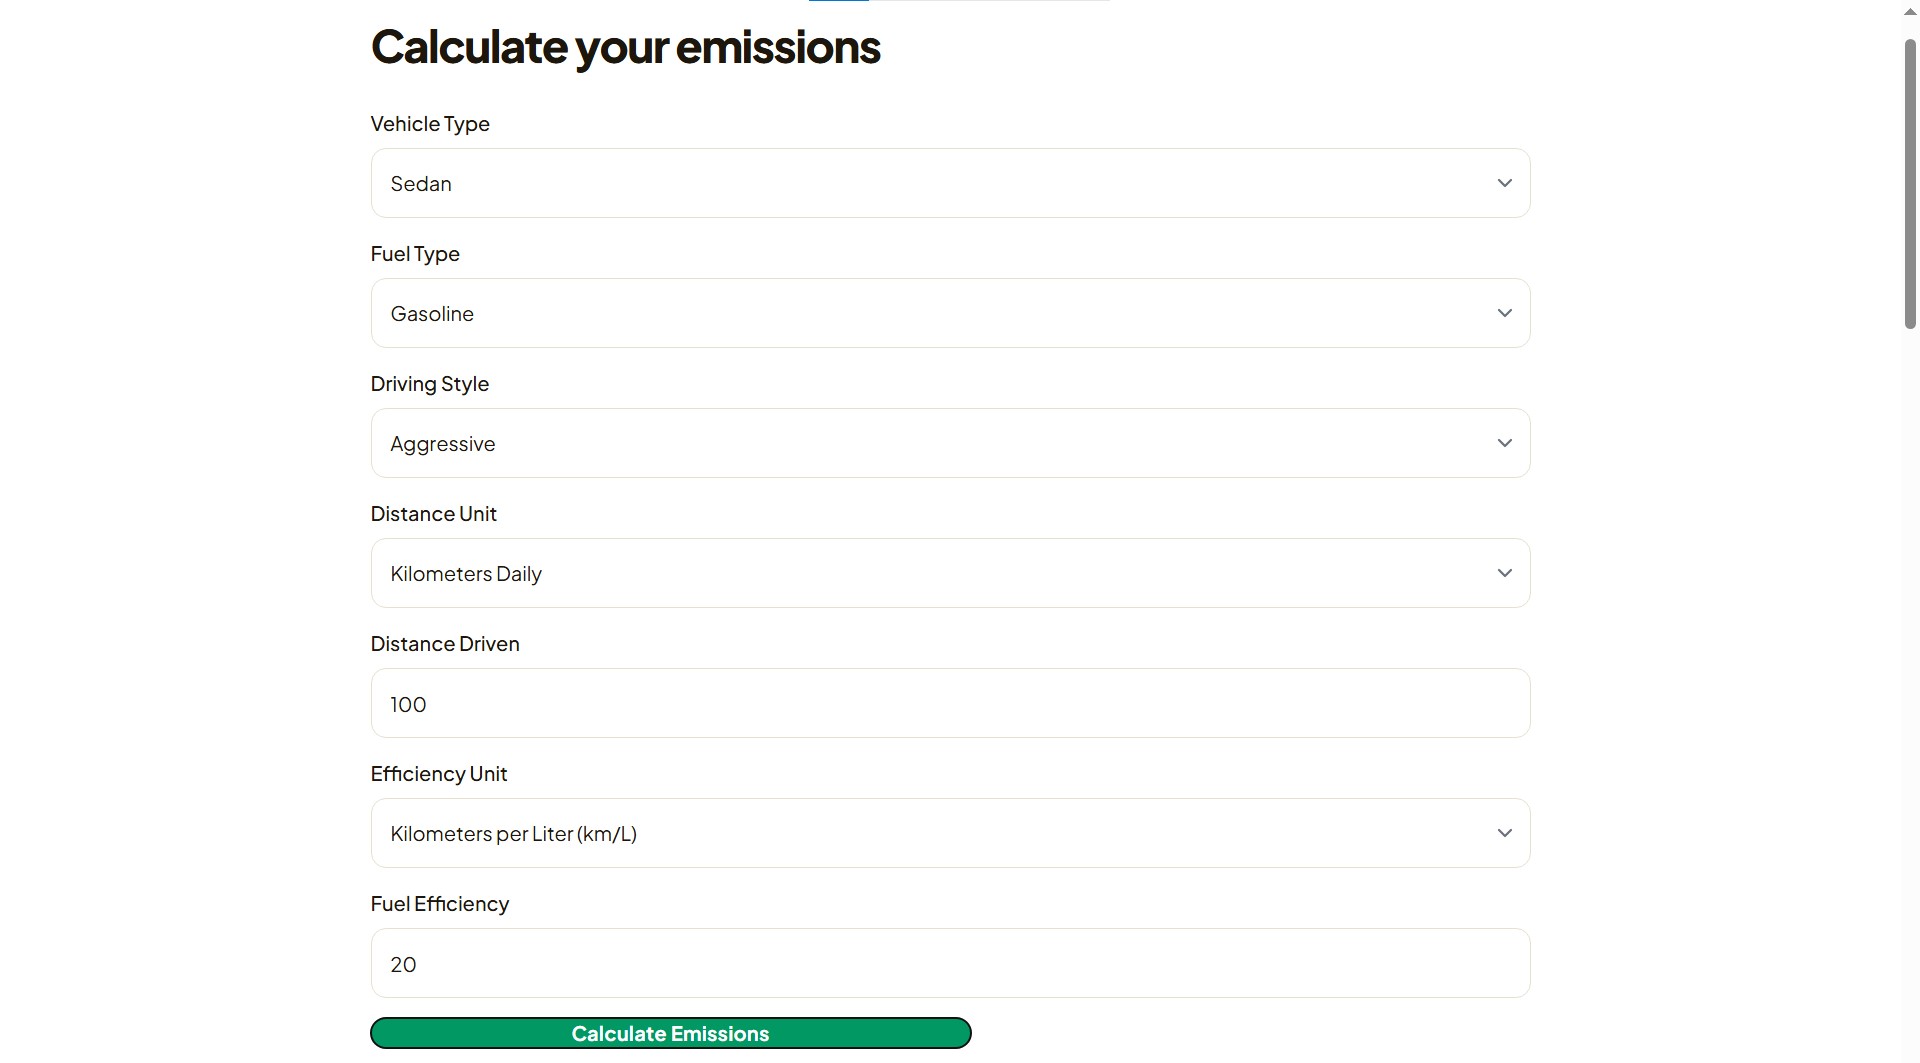 Calculate your emissions
Vehicle Type
Sedan
Fuel Type
Gasoline
Driving Style
Aggressive
Distance Unit
Kilometers Daily
Distance Driven
100
Efficiency Unit
Kilometers per Liter (km/L)
Fuel Efficiency
20
Calculate Emissions